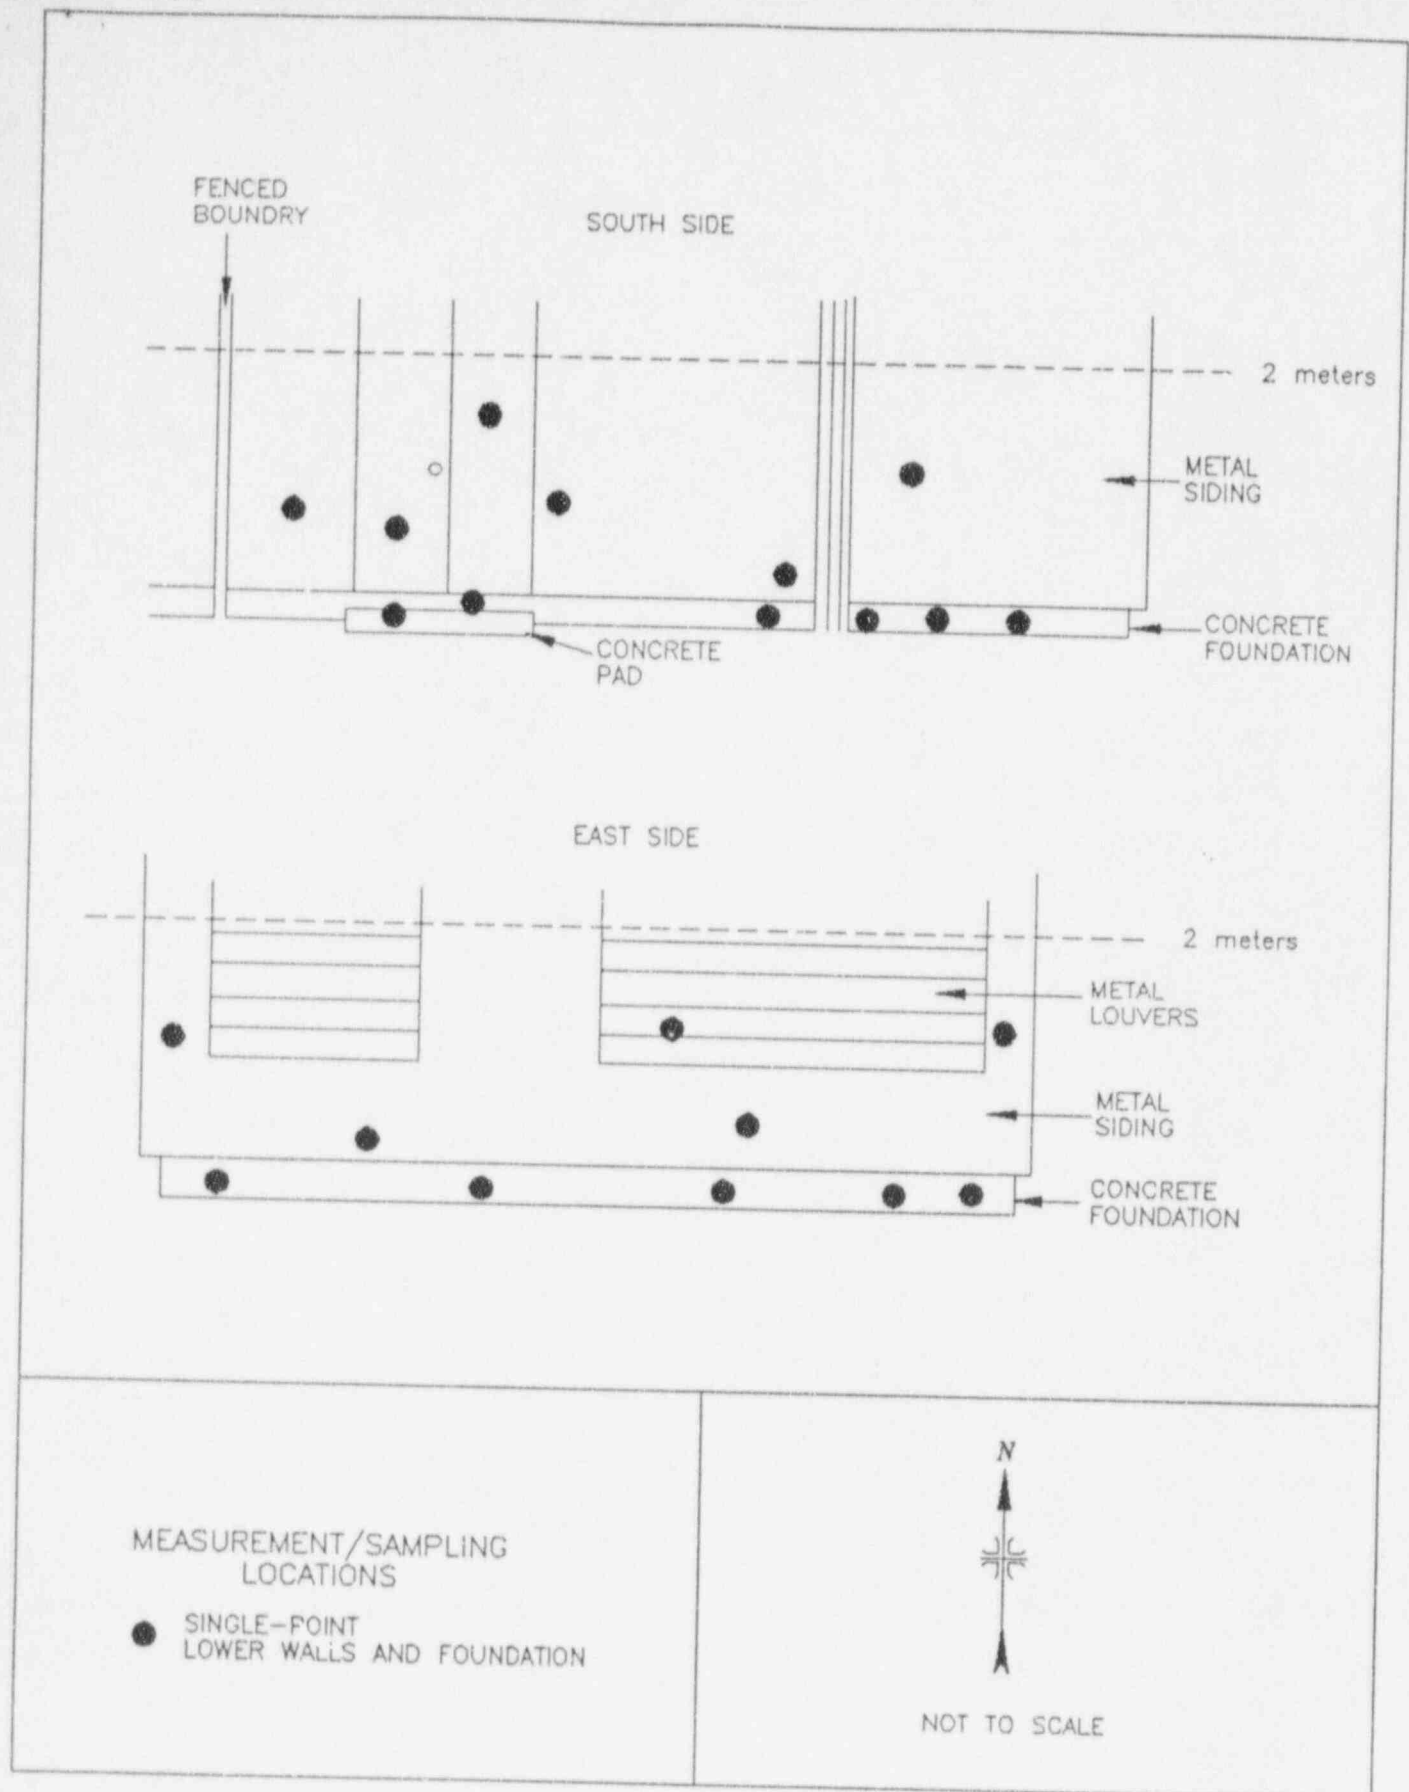 FENCED
BOUNDRY
SOUTH SIDE
2 meters
METAL
SIDING
CONCRETE
FOUNDATION
CONCRETE
PAD
EAST SIDE
2 meters
METAL
LOUVERS
METAL
SIDING
CONCRETE
FOUNDATION
MEASUREMENT/SAMPLING
LOCATIONS
SINGLE-POINT
LOWER WALLS AND FOUNDATION
N
NOT TO SCALE